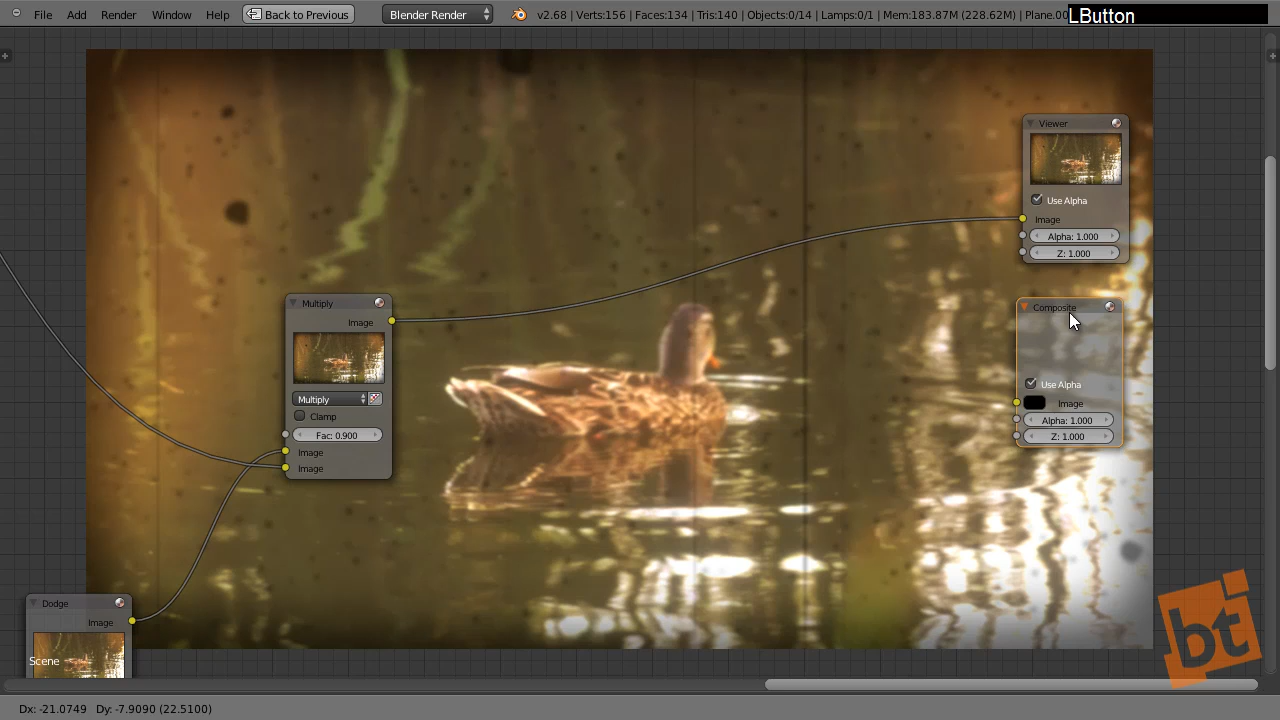 File Add Render Window Help Back to Previous Blender Render v2.68 | Verts:156 | Faces:134 | Tris:140 | Objects:0/14 | Lamps:0/1 | Mem:183.87M (228.62M) | Plane.00
LButton
Viewer
Use Alpha
Image
Alpha: 1.000
Z: 1.000
Multiply
Image
Multiply
Clamp
Fac: 0.900
Image
Image
Composite
Use Alpha
Image
Alpha: 1.000
Z: 1.000
Dodge
Image
Scene
bt
Dx: -21.0749 Dy: -7.9090 (22.5100)